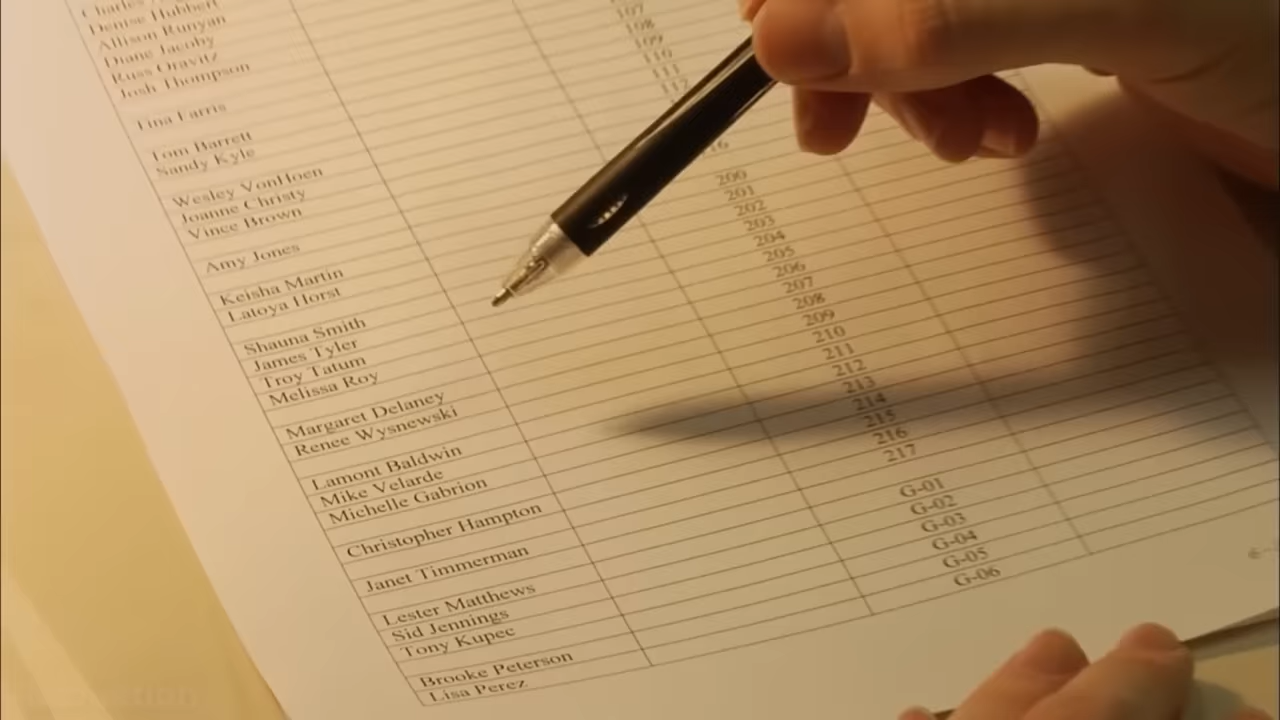 Charles
Denise Hubbert
Allison Runyan
Diane Jacoby
Russ Oravitz
Josh Thompson
Tina Farris
Tom Barrett
Sandy Kyle
Wesley VonHoen
Joanne Christy
Vince Brown
Amy Jones
Keisha Martin
Latoya Horst
Shauna Smith
James Tyler
Troy Tatum
Melissa Roy
Margaret Delaney
Renee Wysnewski
Lamont Baldwin
Mike Velarde
Michelle Gabrion
Christopher Hampton
Janet Timmerman
Lester Matthews
Sid Jennings
Tony Kupec
Brooke Peterson
Lisa Perez
107
108
109
110
111
112
200
201
202
203
204
205
206
207
208
209
210
211
212
213
214
215
216
217
G-01
G-02
G-03
G-04
G-05
G-06